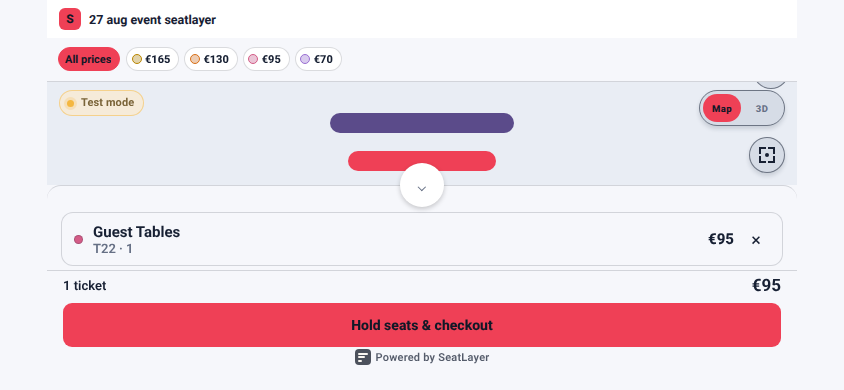 S 27 aug event seatlayer
All prices €165 €130 €95 €70
Test mode
Map 3D
Guest Tables
T22 · 1
€95 ×
1 ticket €95
Hold seats & checkout
Powered by SeatLayer